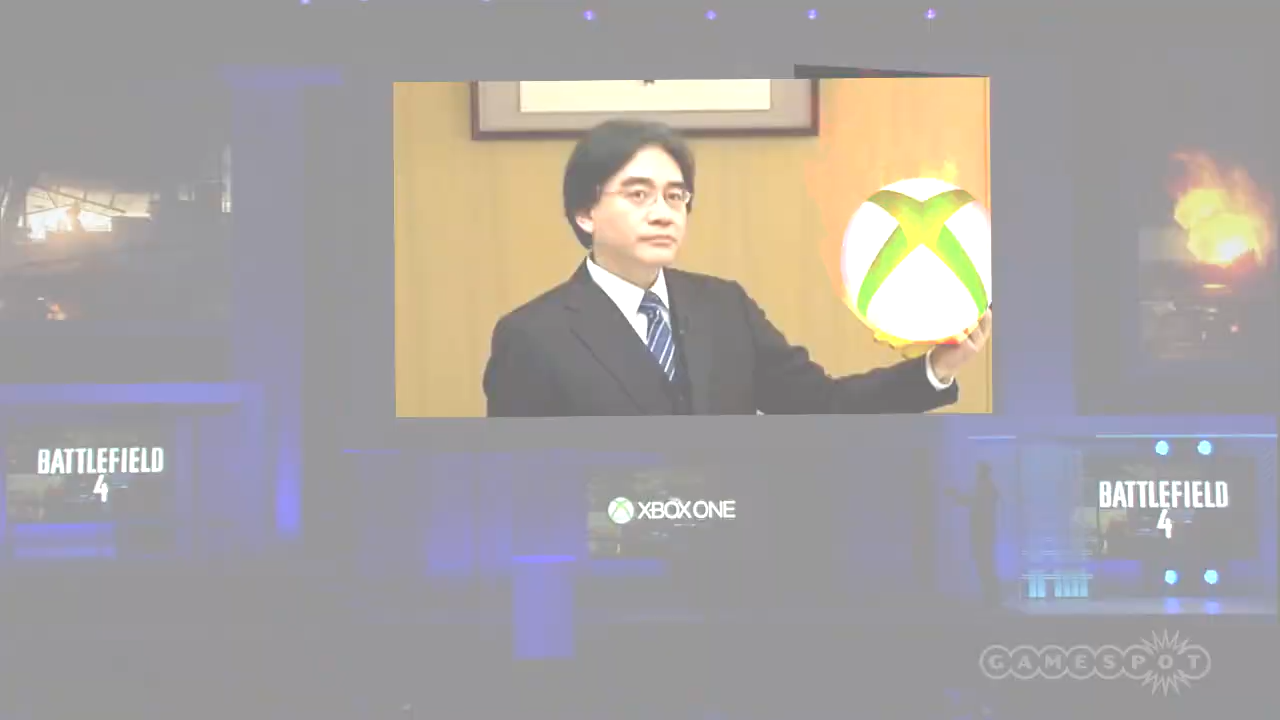 BATTLEFIELD
4
XBOX ONE
BATTLEFIELD
4
GAMESPOT